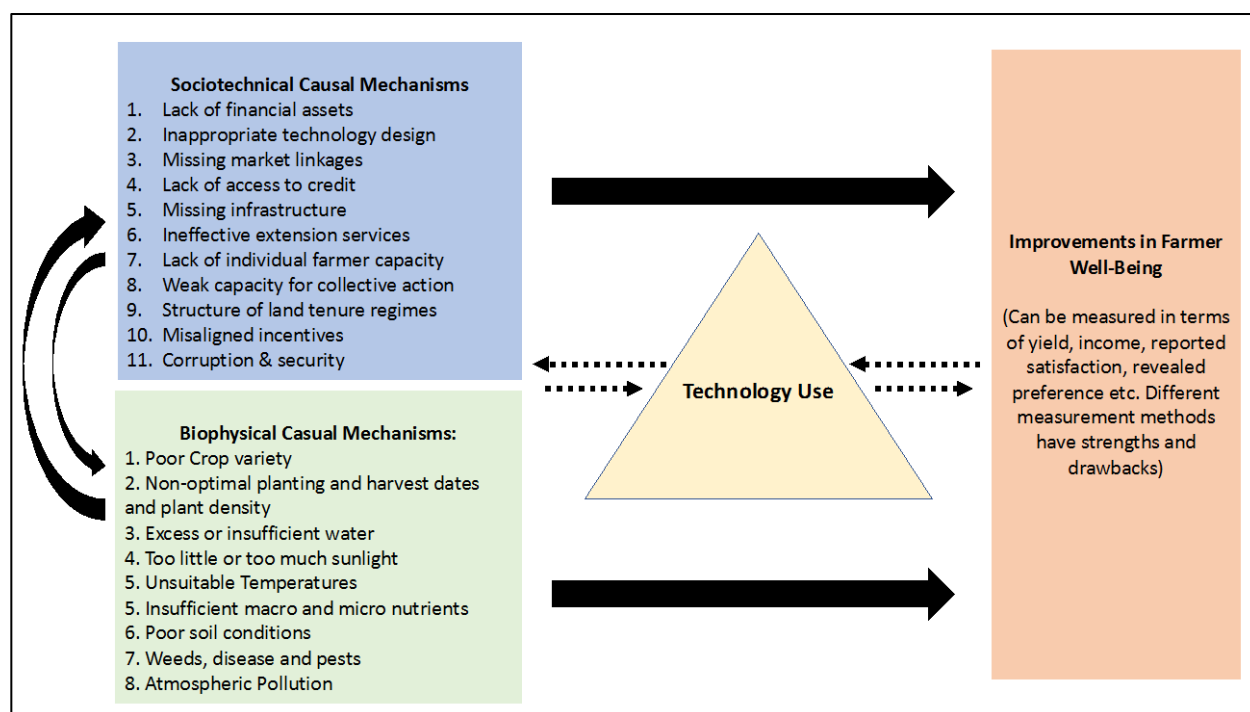 Sociotechnical Causal Mechanisms
1. Lack of financial assets
2. Inappropriate technology design
3. Missing market linkages
4. Lack of access to credit
5. Missing infrastructure
6. Ineffective extension services
7. Lack of individual farmer capacity
8. Weak capacity for collective action
9. Structure of land tenure regimes
10. Misaligned incentives
11. Corruption & security
Biophysical Casual Mechanisms:
1. Poor Crop variety
2. Non-optimal planting and harvest dates
and plant density
3. Excess or insufficient water
4. Too little or too much sunlight
5. Unsuitable Temperatures
5. Insufficient macro and micro nutrients
6. Poor soil conditions
7. Weeds, disease and pests
8. Atmospheric Pollution
Technology Use
Improvements in Farmer
Well-Being
(Can be measured in terms
of yield, income, reported
satisfaction, revealed
preference etc. Different
measurement methods
have strengths and
drawbacks)